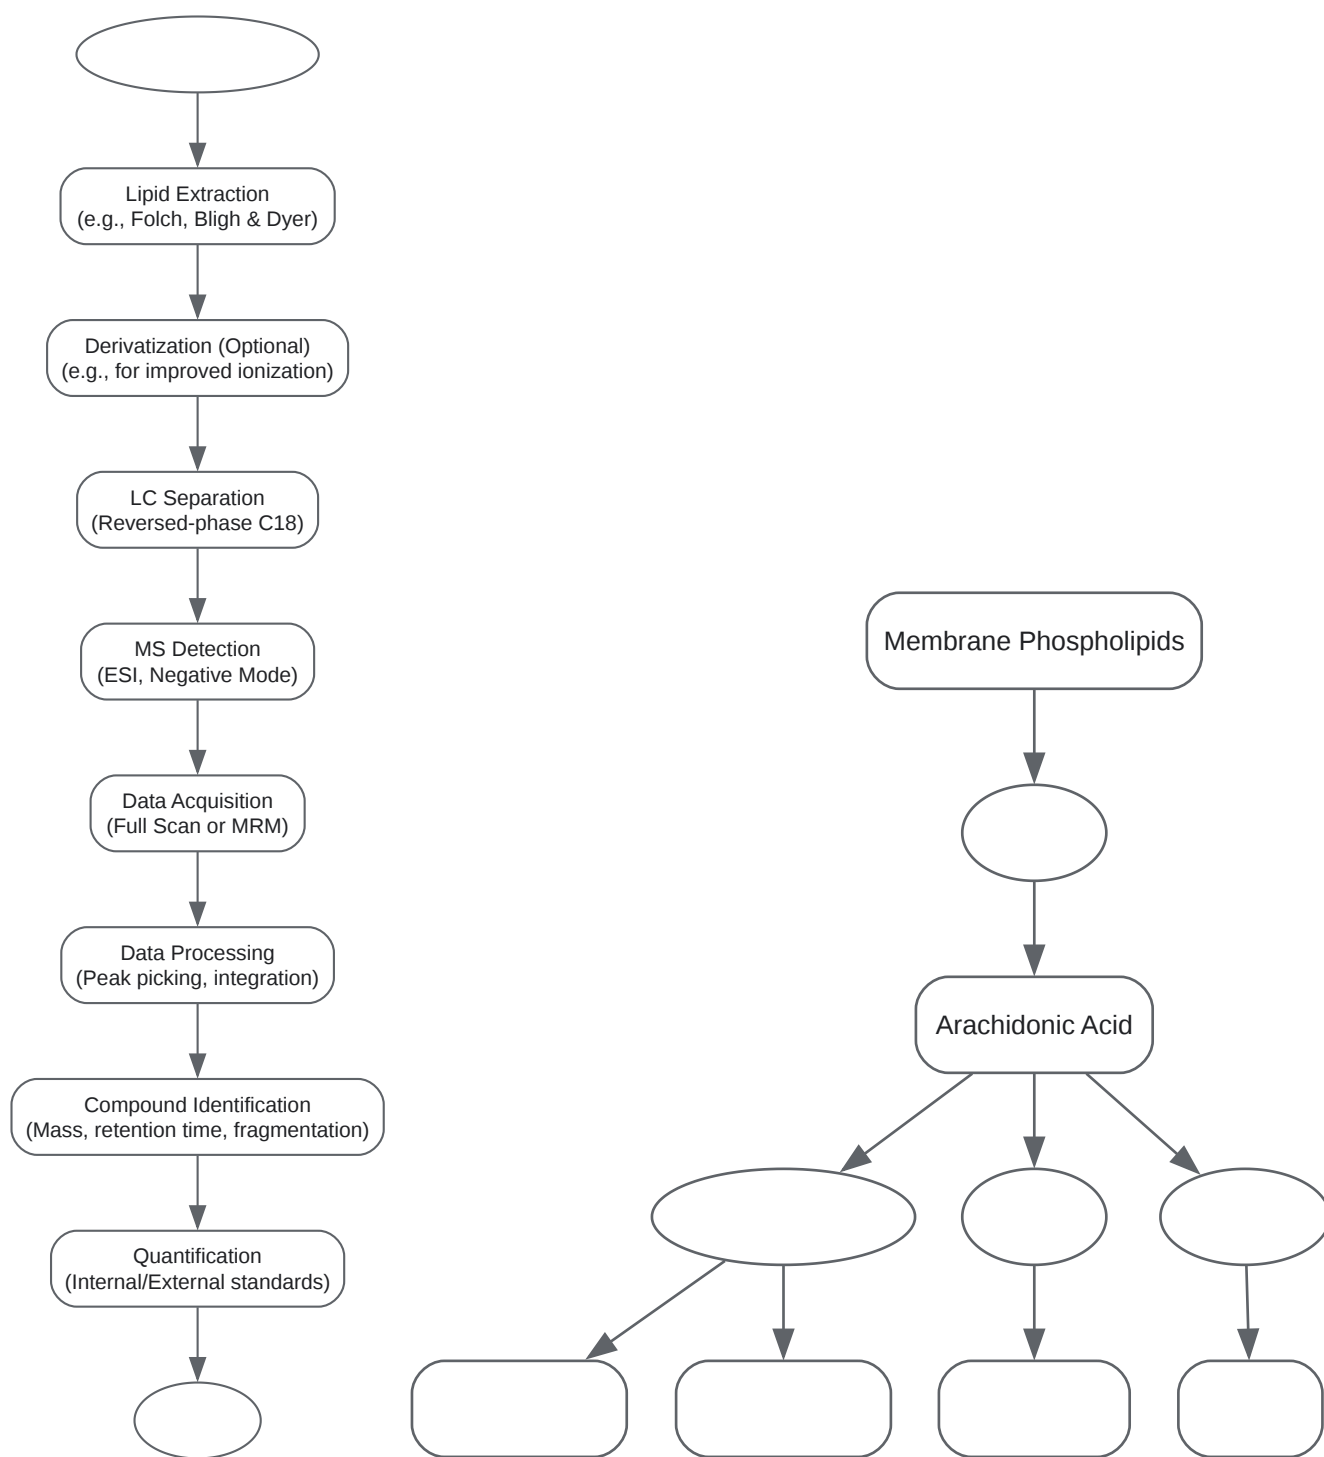 Lipid Extraction
(e.g., Folch, Bligh & Dyer)
Derivatization (Optional)
(e.g., for improved ionization)
LC Separation
(Reversed-phase C18)
MS Detection
(ESI, Negative Mode)
Data Acquisition
(Full Scan or MRM)
Data Processing
(Peak picking, integration)
Compound Identification
(Mass, retention time, fragmentation)
Quantification
(Internal/External standards)
Membrane Phospholipids
Arachidonic Acid